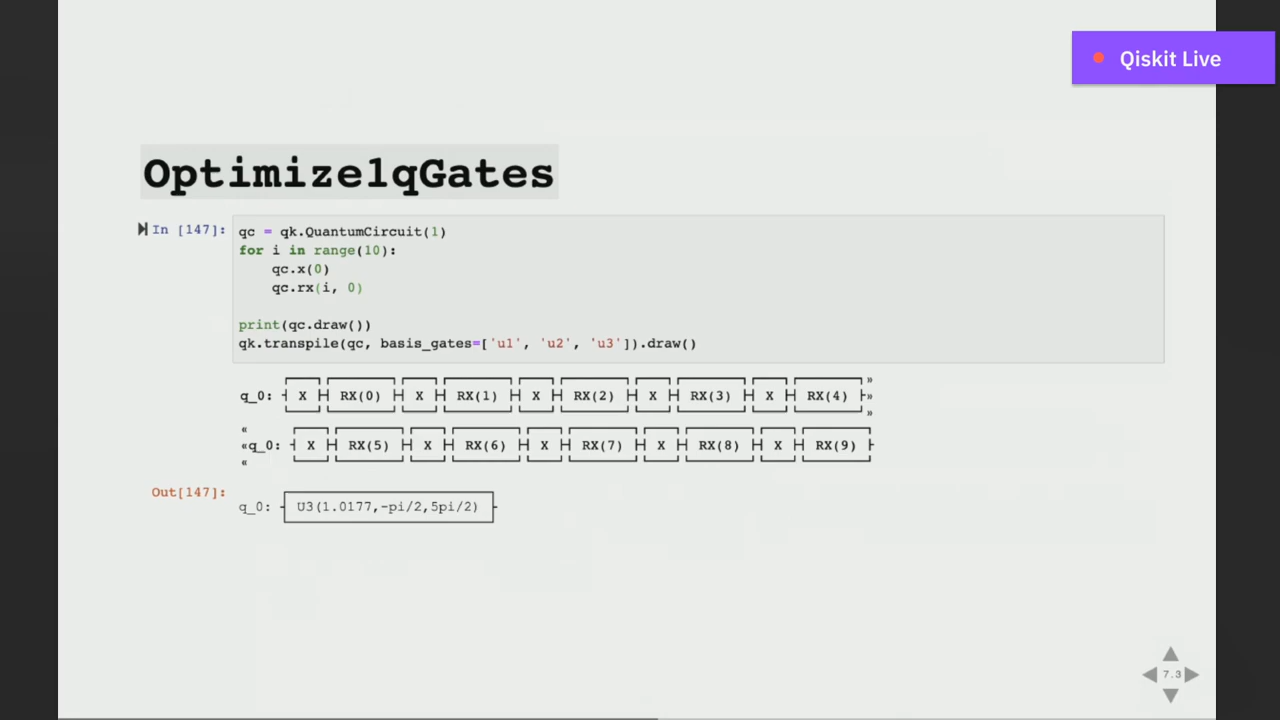 Qiskit Live
Optimize1qGates
In [147]:
qc = qk.QuantumCircuit(1)
for i in range(10):
    qc.x(0)
    qc.rx(i, 0)
print(qc.draw())
qk.transpile(qc, basis_gates=['u1', 'u2', 'u3']).draw()
q_0: X RX(0) X RX(1) X RX(2) X RX(3) X RX(4) »
«q_0: X RX(5) X RX(6) X RX(7) X RX(8) X RX(9)
Out[147]:
q_0: U3(1.0177,-pi/2,5pi/2)
7.3